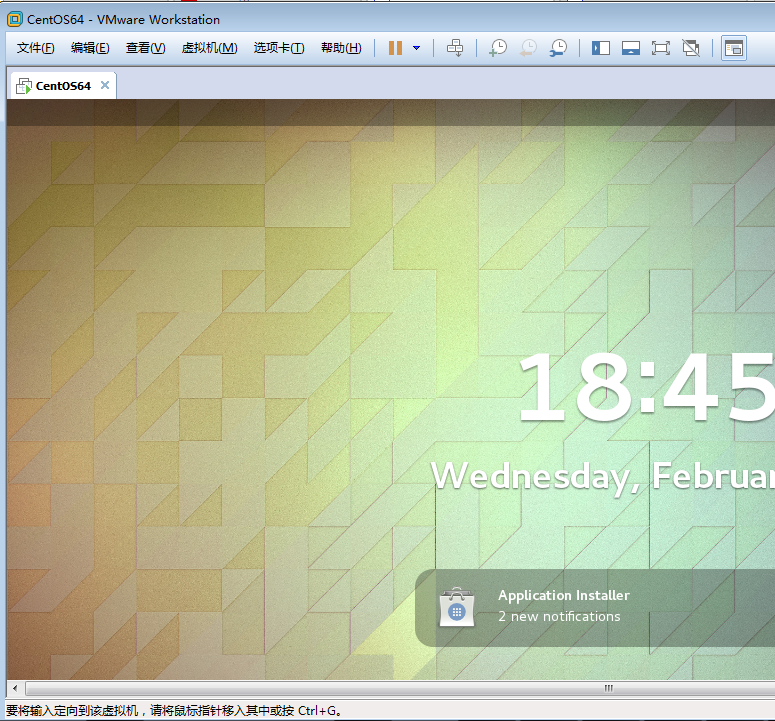 CentOS64 - VMware Workstation
文件(F) 编辑(E) 查看(V) 虚拟机(M) 选项卡(T) 帮助(H)
CentOS64
18:45
Wednesday, Februar
Application Installer
2 new notifications
要将输入定向到该虚拟机，请将鼠标指针移入其中或按 Ctrl+G。